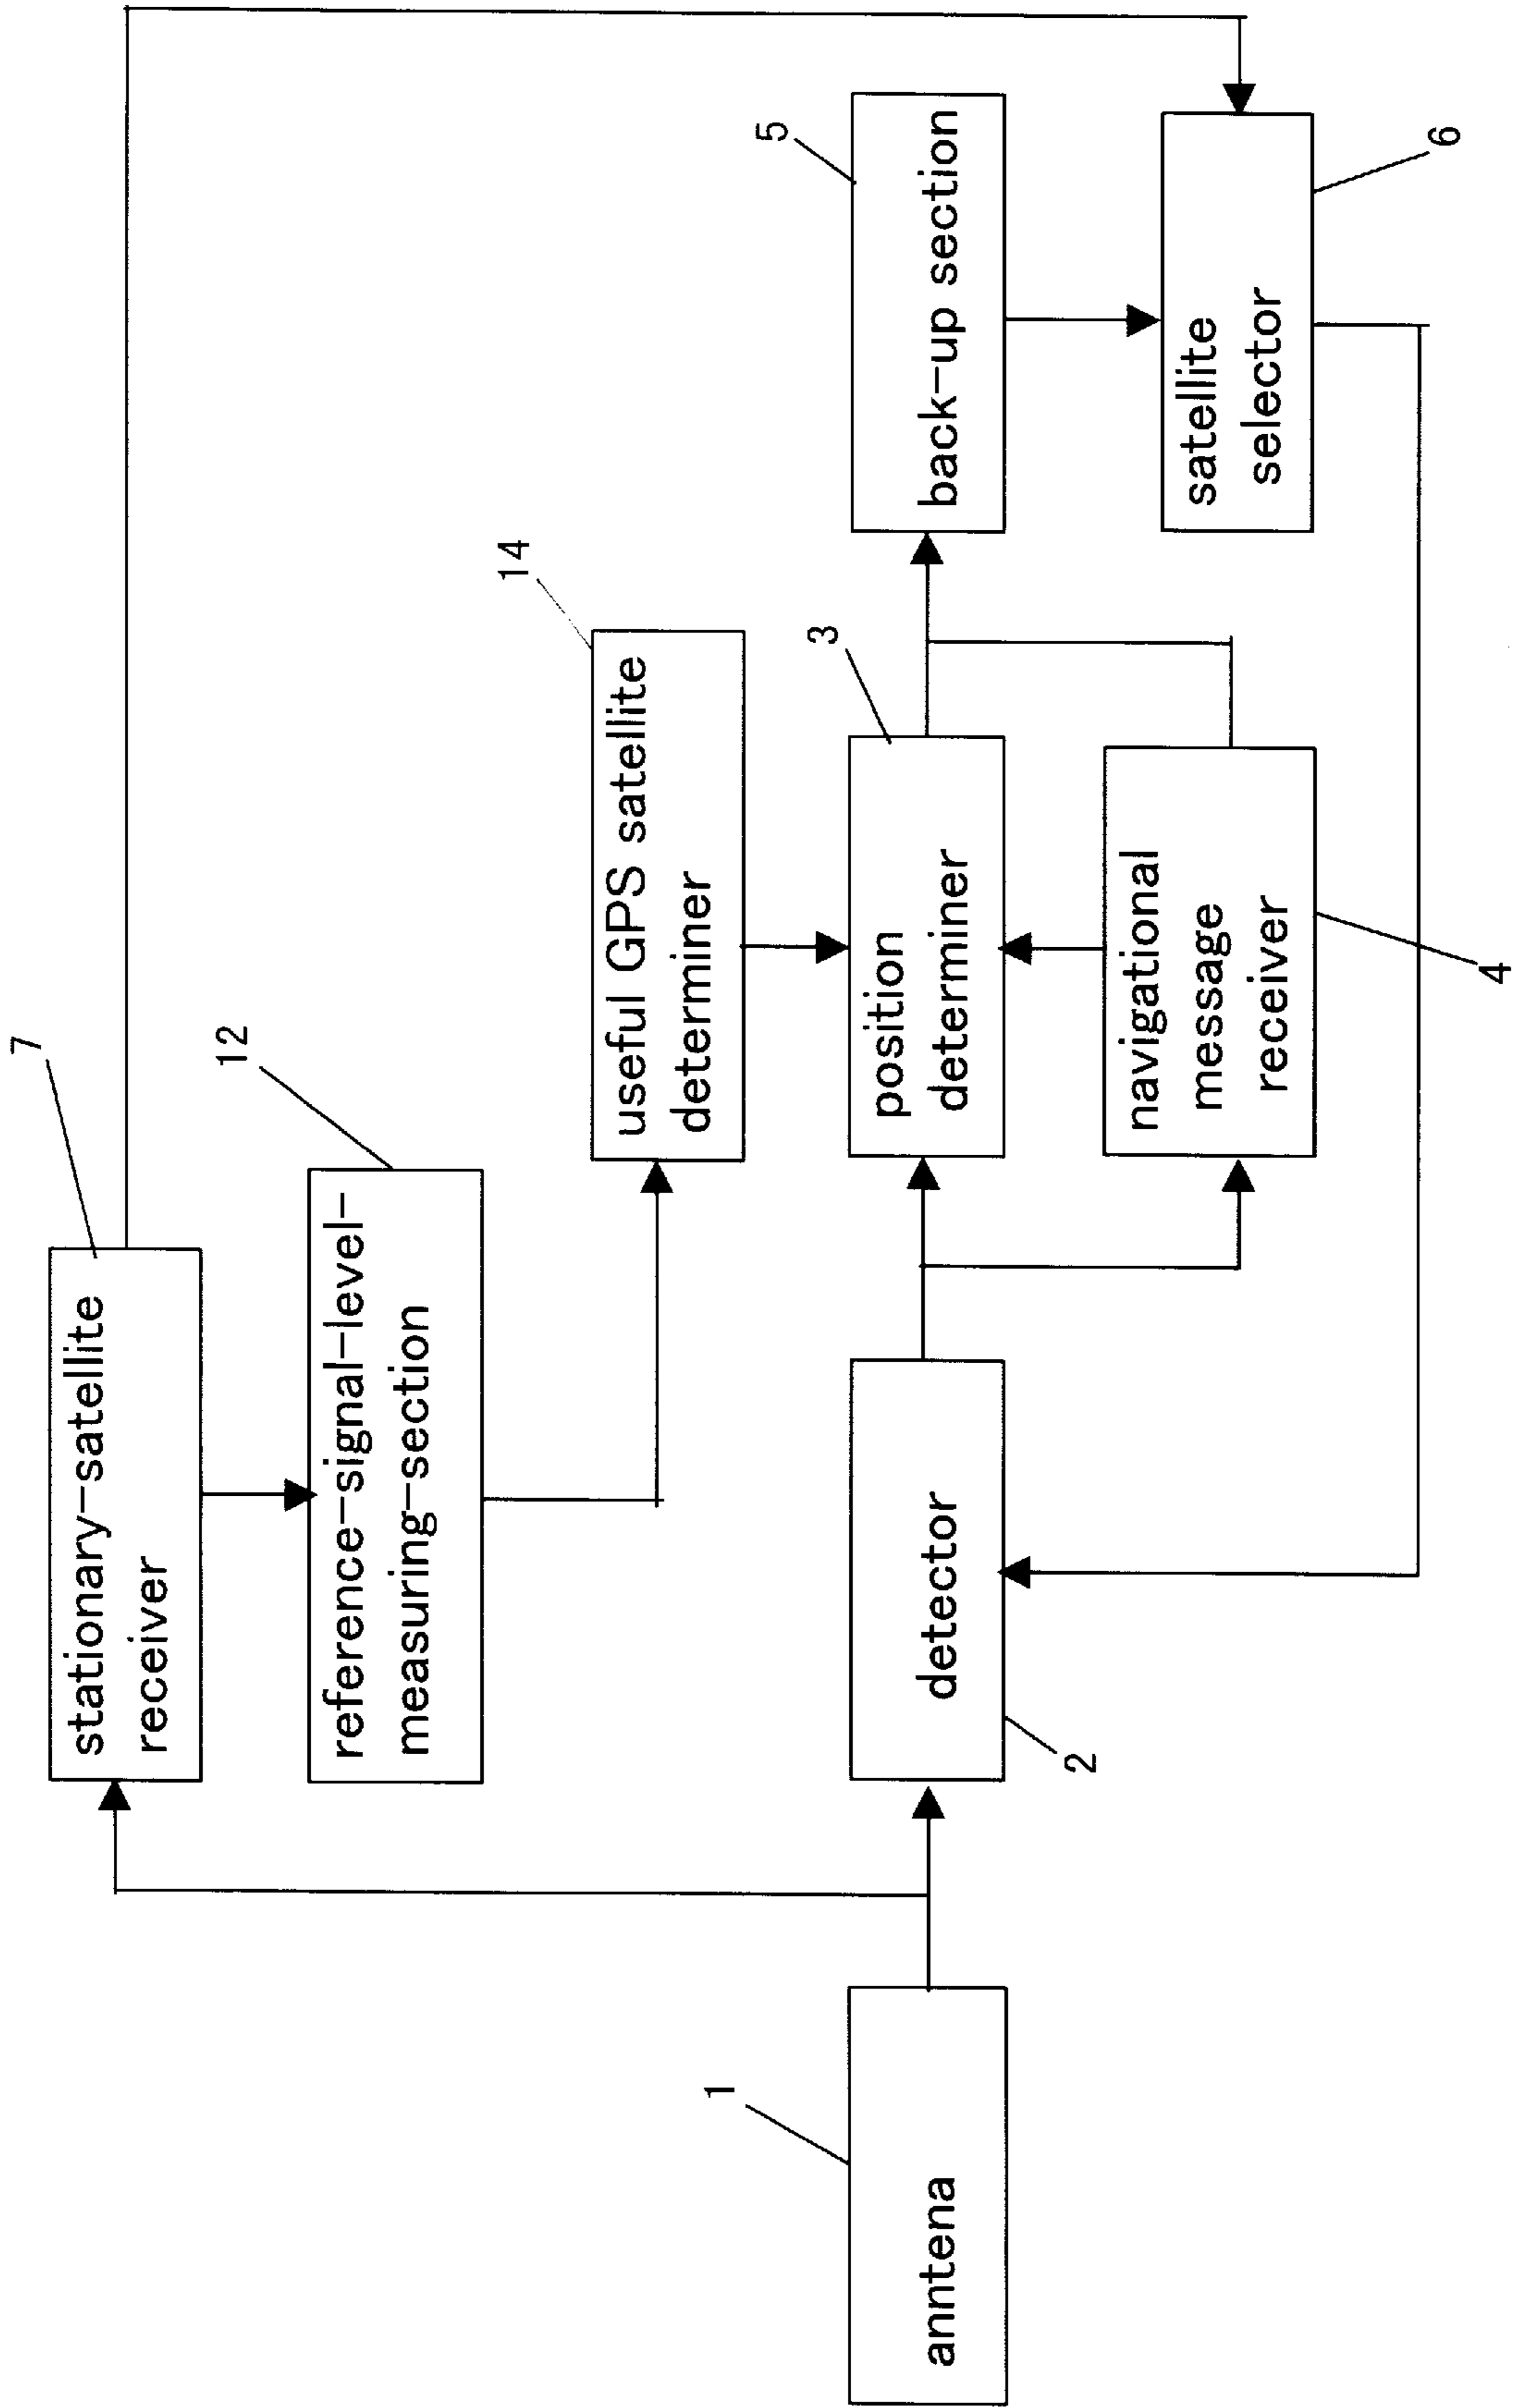 7
stationary-satellite
receiver
12
reference-signal-level-
measuring-section
14
useful GPS satellite
determiner
1
anntena
2
detector
3
position
determiner
5
back-up section
4
navigational
message
receiver
6
satellite
selector